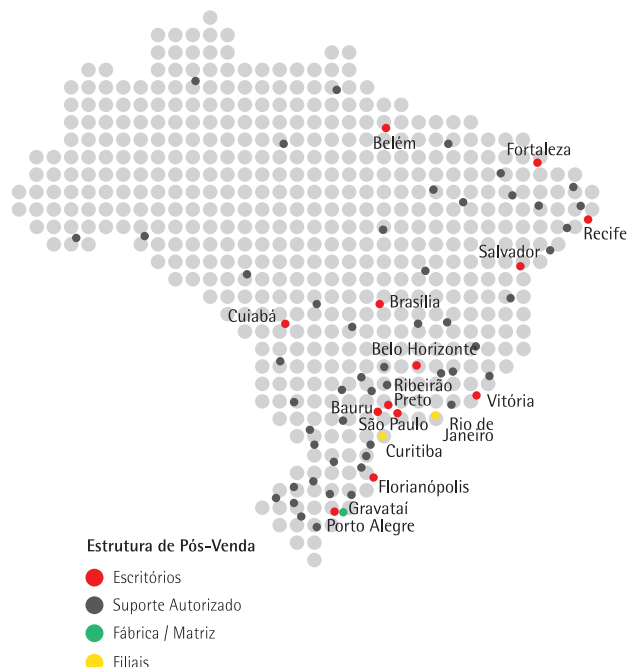 Belém
Fortaleza
Recife
Salvador
Brasília
Cuiabá
Belo Horizonte
Ribeirão
Preto
Bauru
Vitória
São Paulo
Rio de
Janeiro
Curitiba
Florianópolis
Gravataí
Porto Alegre
Estrutura de Pós-Venda
Escritórios
Suporte Autorizado
Fábrica / Matriz
Filiais